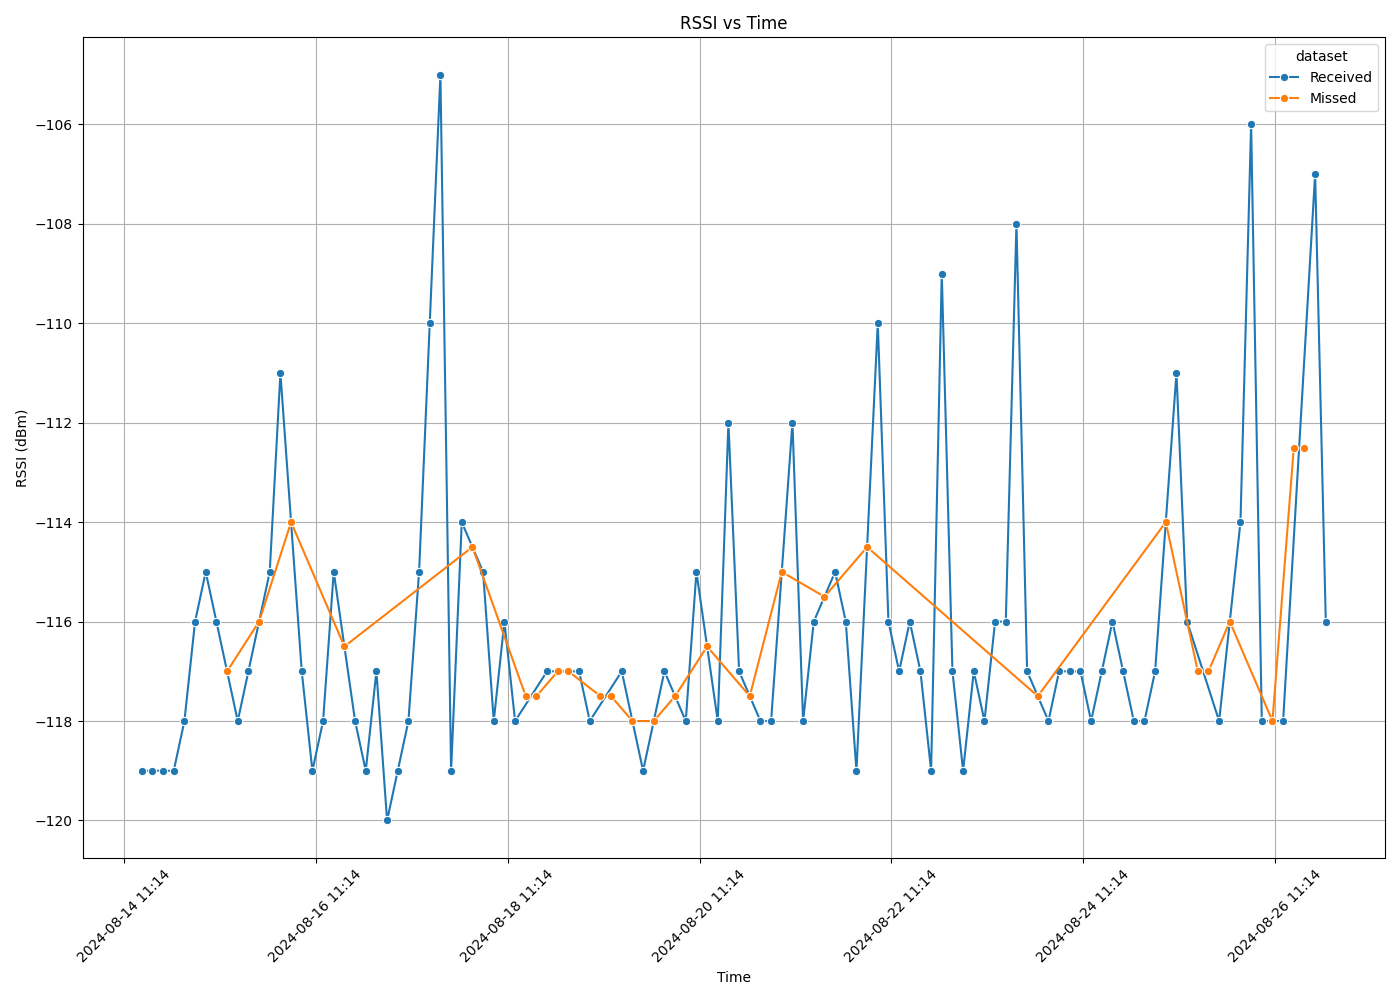 RSSI vs Time
dataset
Received
Missed
RSSI (dBm)
−106
−108
−110
−112
−114
−116
−118
−120
2024-08-14 11:14
2024-08-16 11:14
2024-08-18 11:14
2024-08-20 11:14
2024-08-22 11:14
2024-08-24 11:14
2024-08-26 11:14
Time